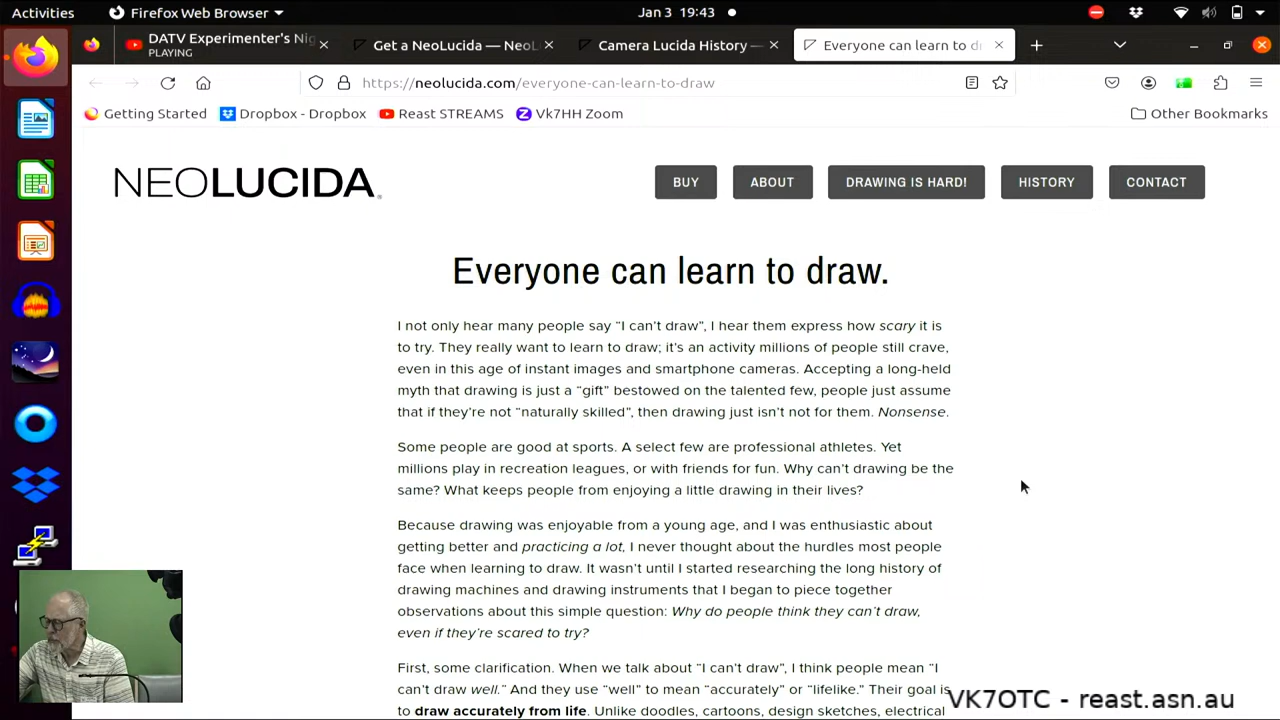 Activities
Firefox Web Browser
Jan 3 19:43
DATV Experimenter's Nig
PLAYING
Get a NeoLucida — NeoL
Camera Lucida History —
Everyone can learn to d
https://neolucida.com/everyone-can-learn-to-draw
Getting Started
Dropbox - Dropbox
Reast STREAMS
Vk7HH Zoom
Other Bookmarks
NEOLUCIDA®
BUY
ABOUT
DRAWING IS HARD!
HISTORY
CONTACT
Everyone can learn to draw.
I not only hear many people say “I can’t draw”, I hear them express how scary it is
to try. They really want to learn to draw; it’s an activity millions of people still crave,
even in this age of instant images and smartphone cameras. Accepting a long-held
myth that drawing is just a “gift” bestowed on the talented few, people just assume
that if they’re not “naturally skilled”, then drawing just isn’t not for them. Nonsense.
Some people are good at sports. A select few are professional athletes. Yet
millions play in recreation leagues, or with friends for fun. Why can’t drawing be the
same? What keeps people from enjoying a little drawing in their lives?
Because drawing was enjoyable from a young age, and I was enthusiastic about
getting better and practicing a lot, I never thought about the hurdles most people
face when learning to draw. It wasn’t until I started researching the long history of
drawing machines and drawing instruments that I began to piece together
observations about this simple question: Why do people think they can’t draw,
even if they’re scared to try?
First, some clarification. When we talk about “I can’t draw”, I think people mean “I
can’t draw well.” And they use “well” to mean “accurately” or “lifelike.” Their goal is
to draw accurately from life. Unlike doodles, cartoons, design sketches, electrical
VK7OTC - reast.asn.au